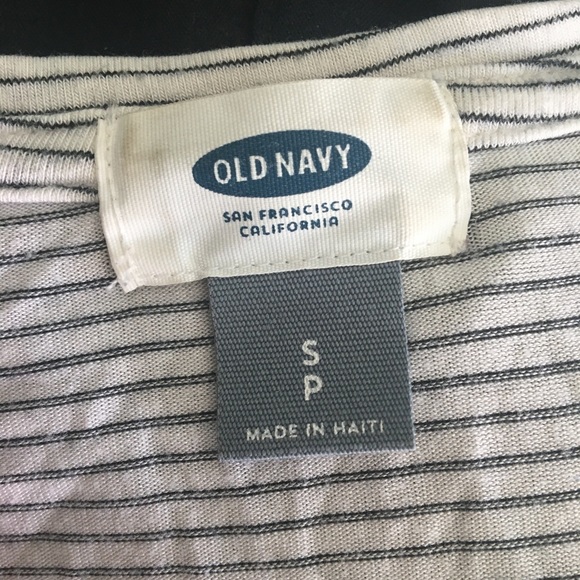 OLD NAVY
SAN FRANCISCO
CALIFORNIA
S
P
MADE IN HAITI